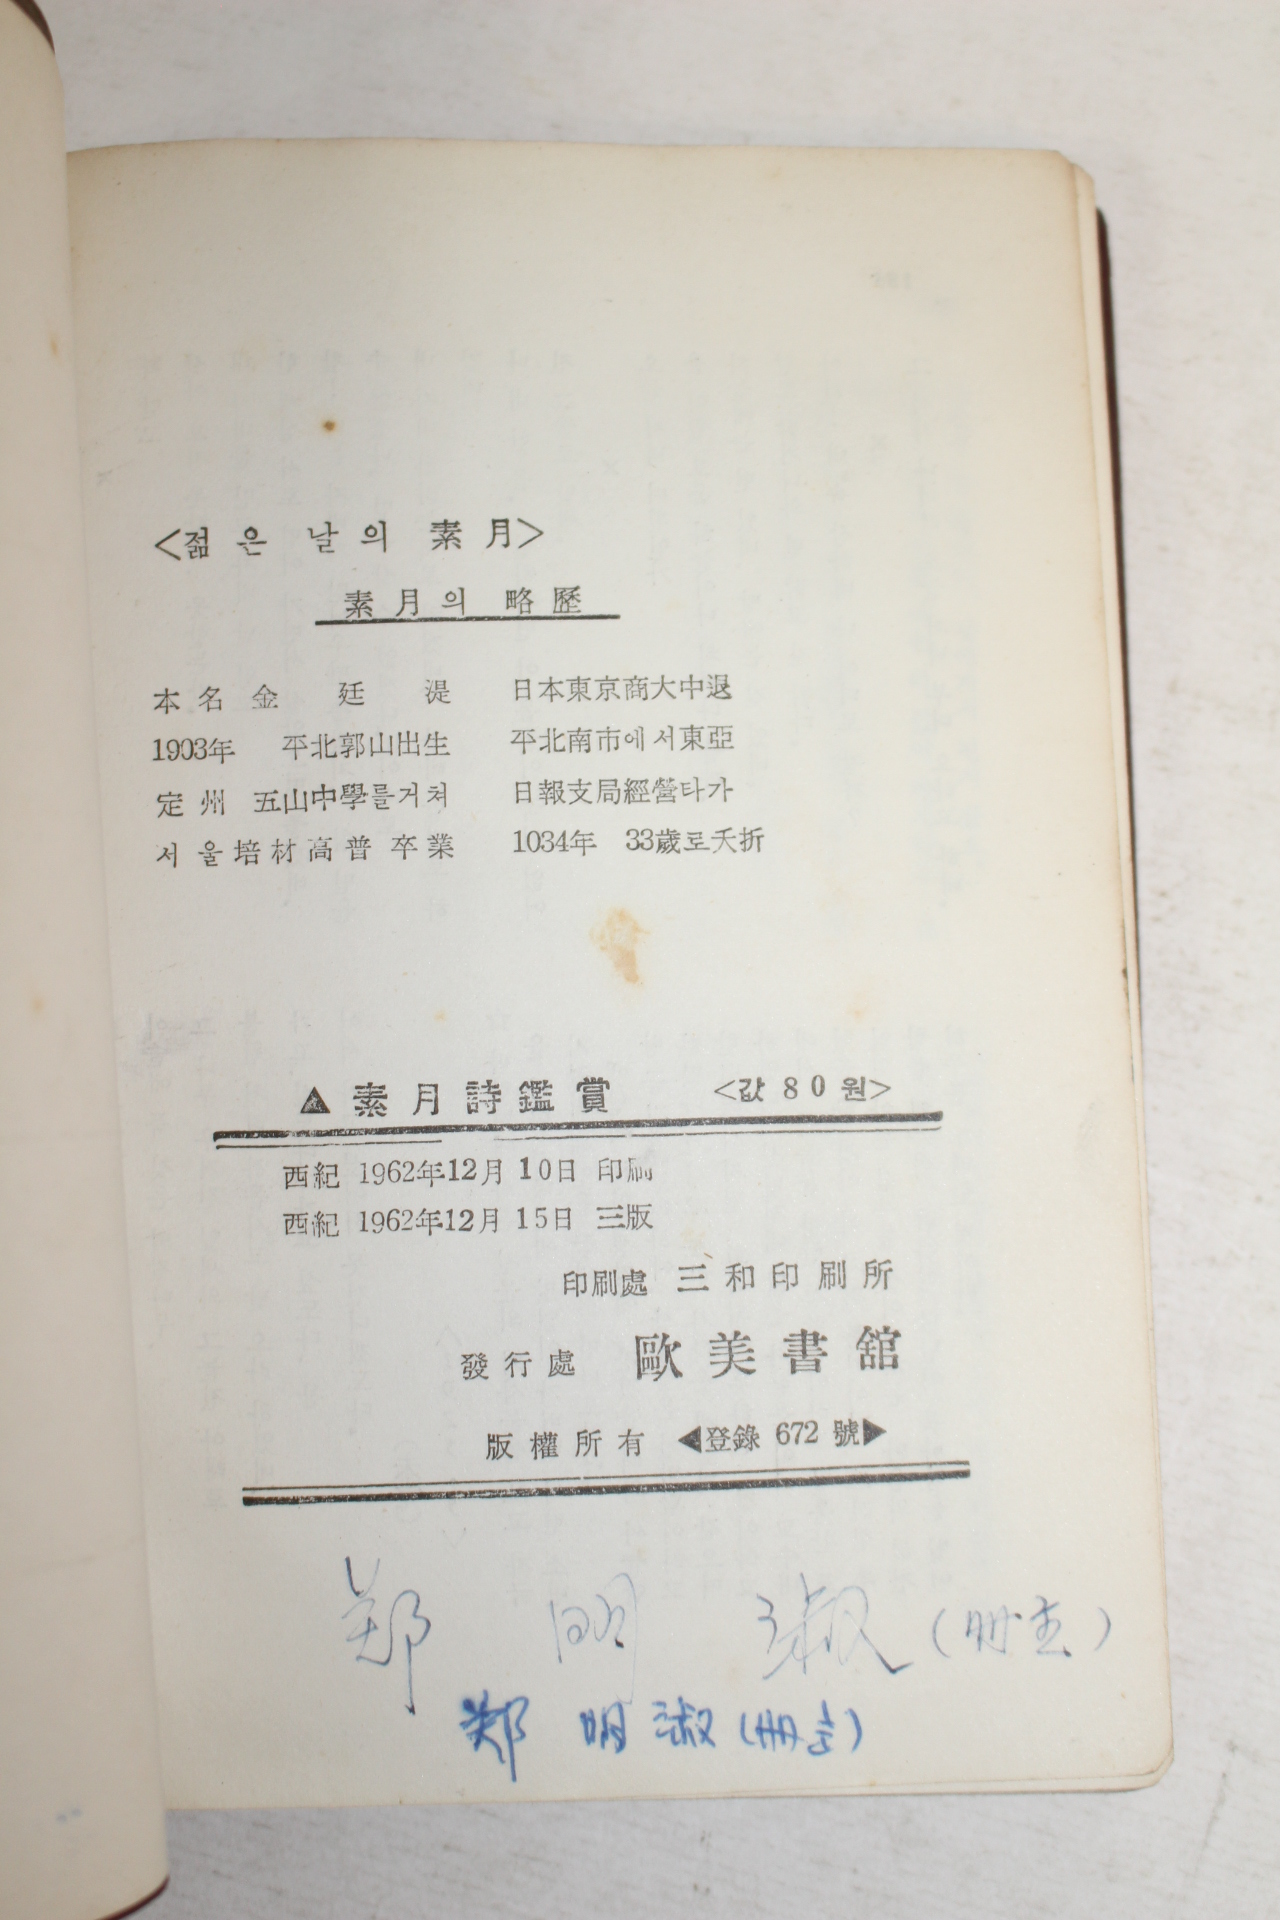 <젊은 날의 素月>
素月의 略歷
本名 金 廷 湜
1903年 平北郭山出生
定州 五山中學를거쳐
서울培材高普卒業
日本東京商大中退
平北南市에서東亞
日報支局經營타가
1034年 33歲로夭折
▲ 素月詩鑑賞 <값 80원>
西紀 1962年12月 10日 印刷
西紀 1962年12月 15日 三版
印刷處 三和印刷所
發行處 歐美書舘
版權所有 ◀登錄 672 號▶
鄭 明 淑 (冊主)
鄭 明 淑 (冊主)